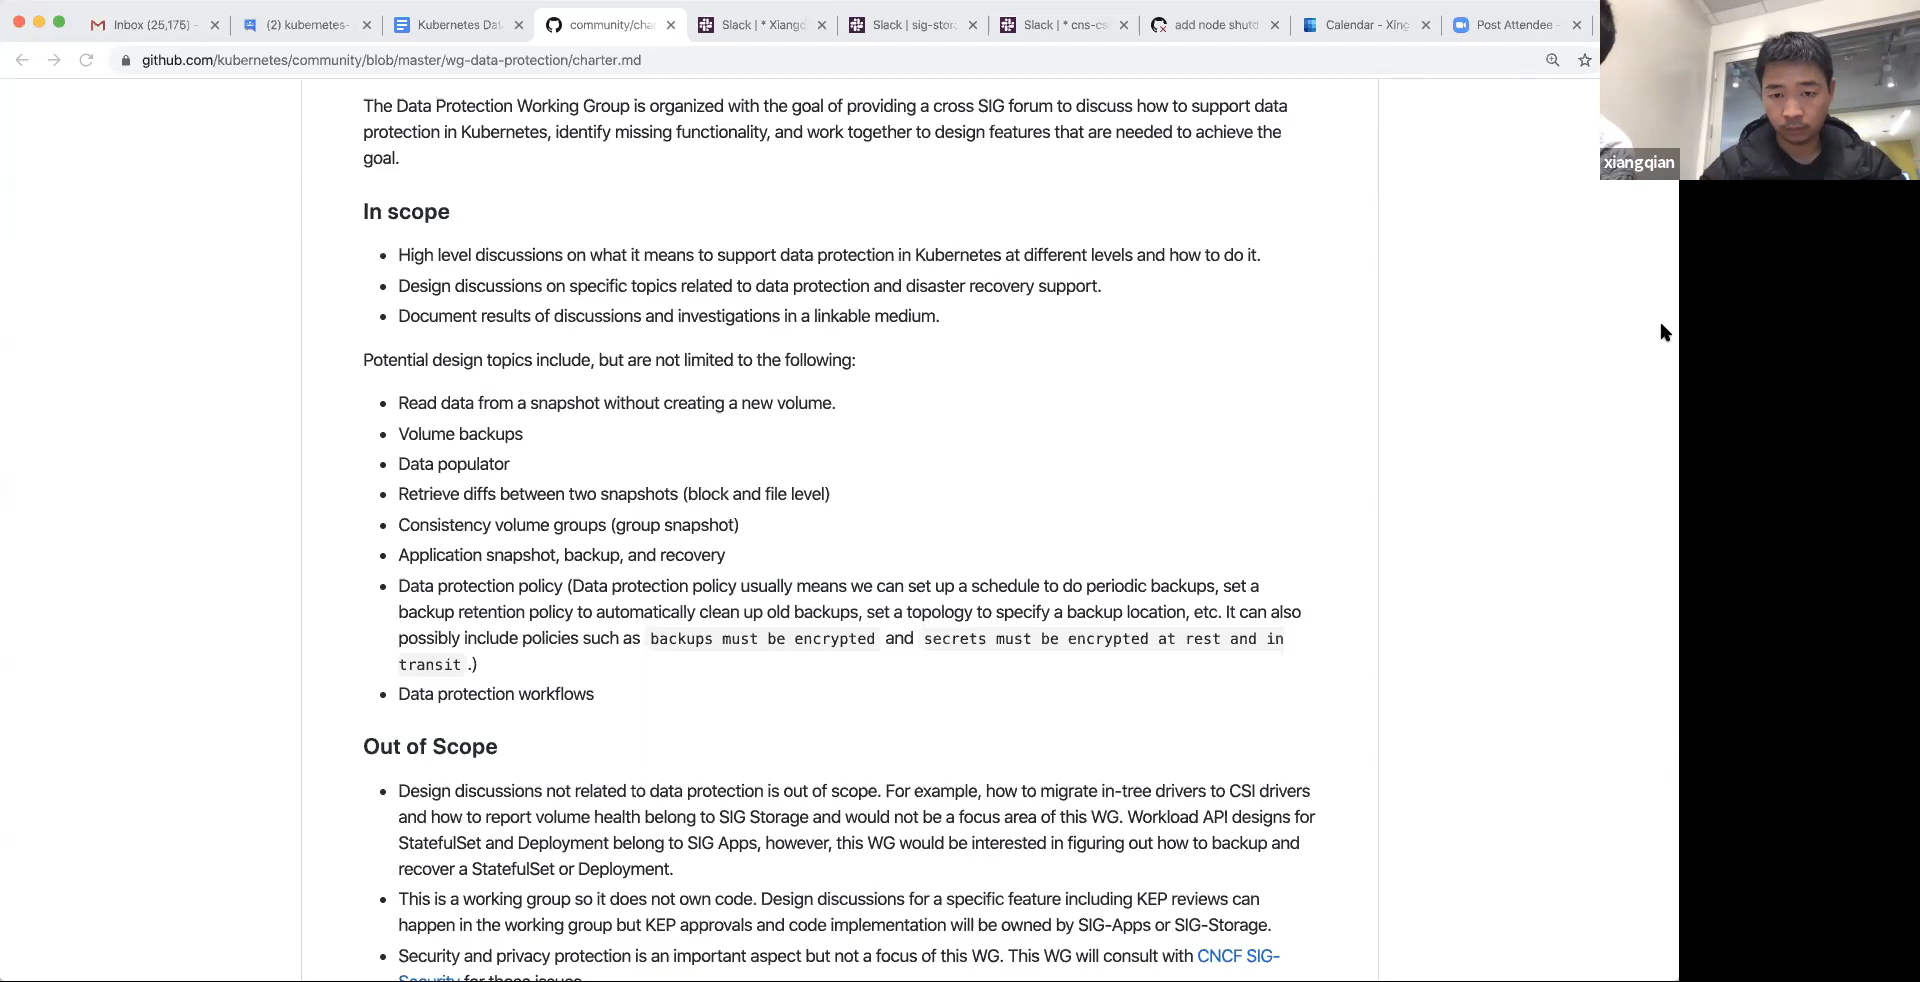 Inbox (25,175) -
(2) kubernetes-
Kubernetes Dat
community/char
Slack | * Xiangq
Slack | sig-stora
Slack | * cns-cs
add node shutd
Calendar - Xing
Post Attendee -
github.com/kubernetes/community/blob/master/wg-data-protection/charter.md
xiangqian
The Data Protection Working Group is organized with the goal of providing a cross SIG forum to discuss how to support data
protection in Kubernetes, identify missing functionality, and work together to design features that are needed to achieve the
goal.
In scope
• High level discussions on what it means to support data protection in Kubernetes at different levels and how to do it.
• Design discussions on specific topics related to data protection and disaster recovery support.
• Document results of discussions and investigations in a linkable medium.
Potential design topics include, but are not limited to the following:
• Read data from a snapshot without creating a new volume.
• Volume backups
• Data populator
• Retrieve diffs between two snapshots (block and file level)
• Consistency volume groups (group snapshot)
• Application snapshot, backup, and recovery
• Data protection policy (Data protection policy usually means we can set up a schedule to do periodic backups, set a
backup retention policy to automatically clean up old backups, set a topology to specify a backup location, etc. It can also
possibly include policies such as backups must be encrypted and secrets must be encrypted at rest and in
transit .)
• Data protection workflows
Out of Scope
• Design discussions not related to data protection is out of scope. For example, how to migrate in-tree drivers to CSI drivers
and how to report volume health belong to SIG Storage and would not be a focus area of this WG. Workload API designs for
StatefulSet and Deployment belong to SIG Apps, however, this WG would be interested in figuring out how to backup and
recover a StatefulSet or Deployment.
• This is a working group so it does not own code. Design discussions for a specific feature including KEP reviews can
happen in the working group but KEP approvals and code implementation will be owned by SIG-Apps or SIG-Storage.
• Security and privacy protection is an important aspect but not a focus of this WG. This WG will consult with CNCF SIG-
Security for those issues.